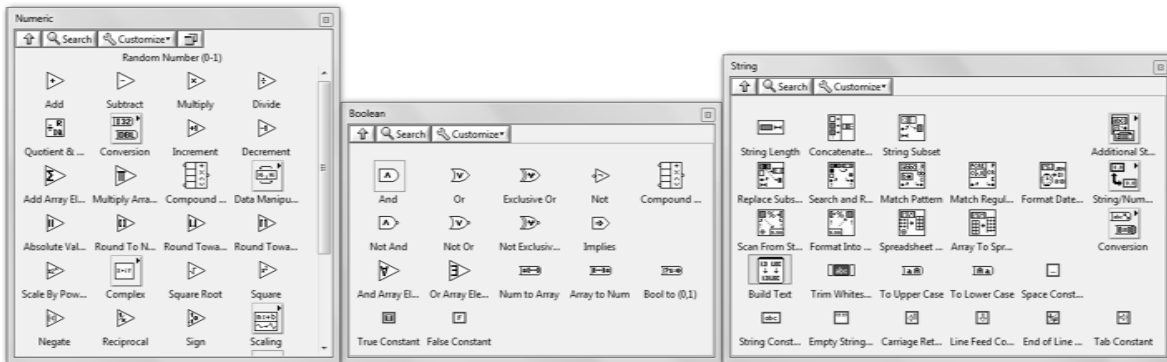 Numeric
Search Customize
Random Number (0-1)
Add Subtract Multiply Divide
Quotient & ... Conversion Increment Decrement
Add Array El... Multiply Arra... Compound ... Data Manipu...
Absolute Val... Round To N... Round Towa... Round Towa...
Scale By Pow... Complex Square Root Square
Negate Reciprocal Sign Scaling
Boolean
Search Customize
And Or Exclusive Or Not Compound ...
Not And Not Or Not Exclusiv... Implies
And Array El... Or Array Ele... Num to Array Array to Num Bool to (0,1)
True Constant False Constant
String
Search Customize
String Length Concatenate... String Subset Additional St...
Replace Subs... Search and R... Match Pattern Match Regul... Format Date... String/Num...
Scan From St... Format Into ... Spreadsheet ... Array To Spr... Conversion
Build Text Trim Whites... To Upper Case To Lower Case Space Const...
String Const... Empty String... Carriage Ret... Line Feed Co... End of Line ... Tab Constant